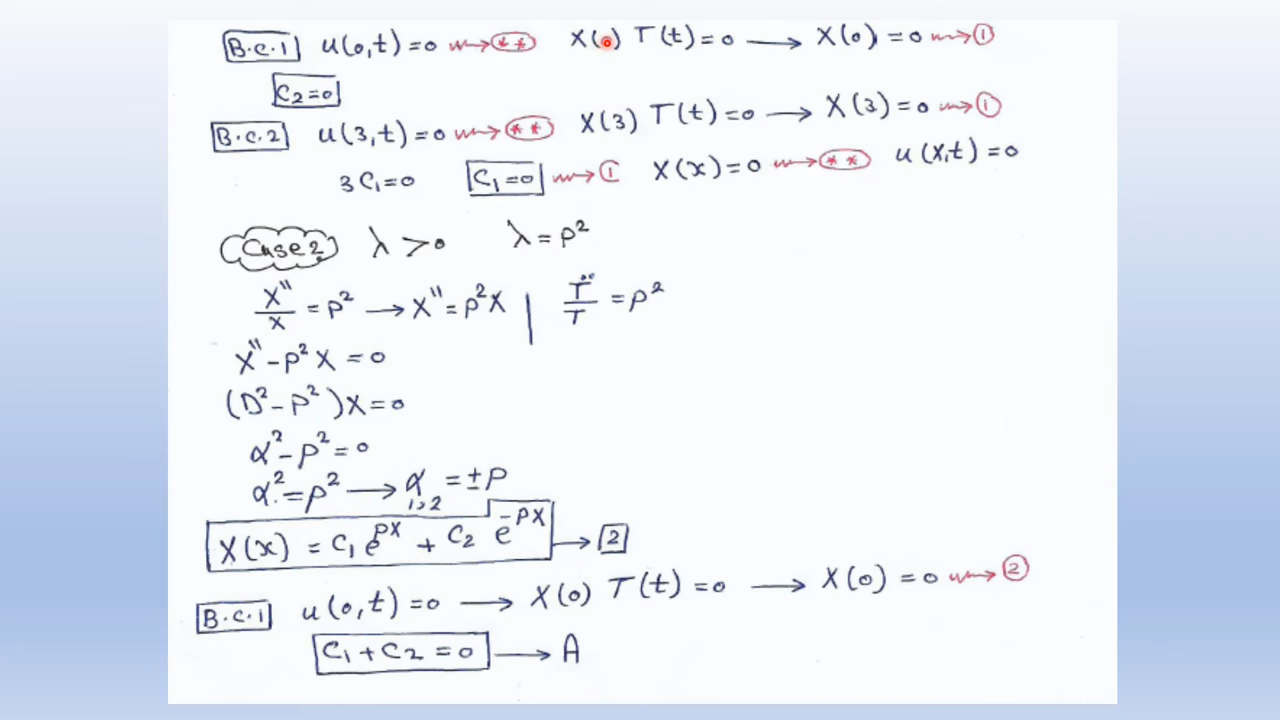 B.C.1 u(0,t)=0 ⟿ ** X(0) T(t)=0 ⟶ X(0)=0 ⟿ ①
C₂=0
B.C.2 u(3,t)=0 ⟿ ** X(3) T(t)=0 ⟶ X(3)=0 ⟿ ①
3C₁=0 C₁=0 ⟿ ① X(x)=0 ⟿ ** u(X,t)=0
Case 2 λ>0 λ=P²
X''/X = P² ⟶ X''=P²X | T̈/T = P²
X''-P²X=0
(D²-P²)X=0
α²-P²=0
α²=P² ⟶ α₁,₂=±P
X(x) = C₁e^{PX} + C₂ e^{-PX} ⟶ 2
B.C.1 u(0,t)=0 ⟶ X(0) T(t)=0 ⟶ X(0)=0 ⟿ ②
C₁+C₂=0 ⟶ A